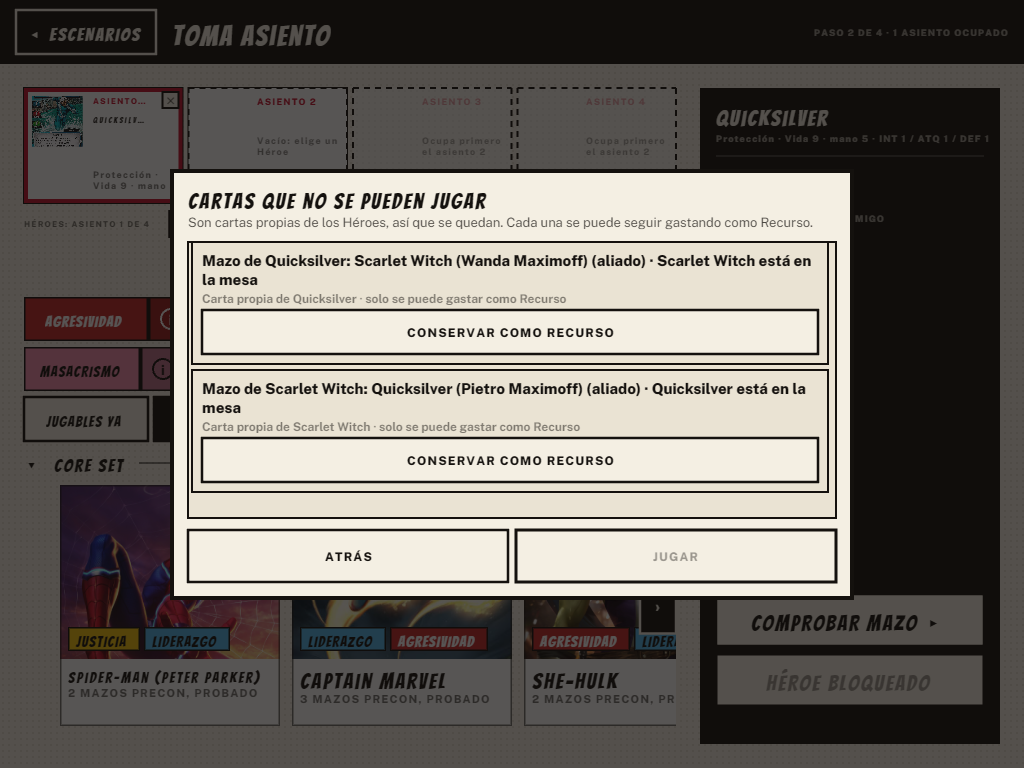 ◂ ESCENARIOS
TOMA ASIENTO
PASO 2 DE 4 · 1 ASIENTO OCUPADO
ASIENTO…
QUICKSILV…
Protección ·
Vida 9 · mano
ASIENTO 2
Vacío: elige un
Héroe
ASIENTO 3
Ocupa primero
el asiento 2
ASIENTO 4
Ocupa primero
el asiento 2
QUICKSILVER
Protección · Vida 9 · mano 5 · INT 1 / ATQ 1 / DEF 1
HÉROES: ASIENTO 1 DE 4
MIGO
CARTAS QUE NO SE PUEDEN JUGAR
Son cartas propias de los Héroes, así que se quedan. Cada una se puede seguir gastando como Recurso.
Mazo de Quicksilver: Scarlet Witch (Wanda Maximoff) (aliado) · Scarlet Witch está en
la mesa
Carta propia de Quicksilver · solo se puede gastar como Recurso
CONSERVAR COMO RECURSO
Mazo de Scarlet Witch: Quicksilver (Pietro Maximoff) (aliado) · Quicksilver está en la
mesa
Carta propia de Scarlet Witch · solo se puede gastar como Recurso
CONSERVAR COMO RECURSO
ATRÁS
JUGAR
AGRESIVIDAD
MASACRISMO
JUGABLES YA
▾ CORE SET
JUSTICIA
LIDERAZGO
SPIDER-MAN (PETER PARKER)
2 MAZOS PRECON, PROBADO
LIDERAZGO
AGRESIVIDAD
CAPTAIN MARVEL
3 MAZOS PRECON, PROBADO
AGRESIVIDAD
LIDER
SHE-HULK
2 MAZOS PRECON, PR
COMPROBAR MAZO ▸
HÉROE BLOQUEADO